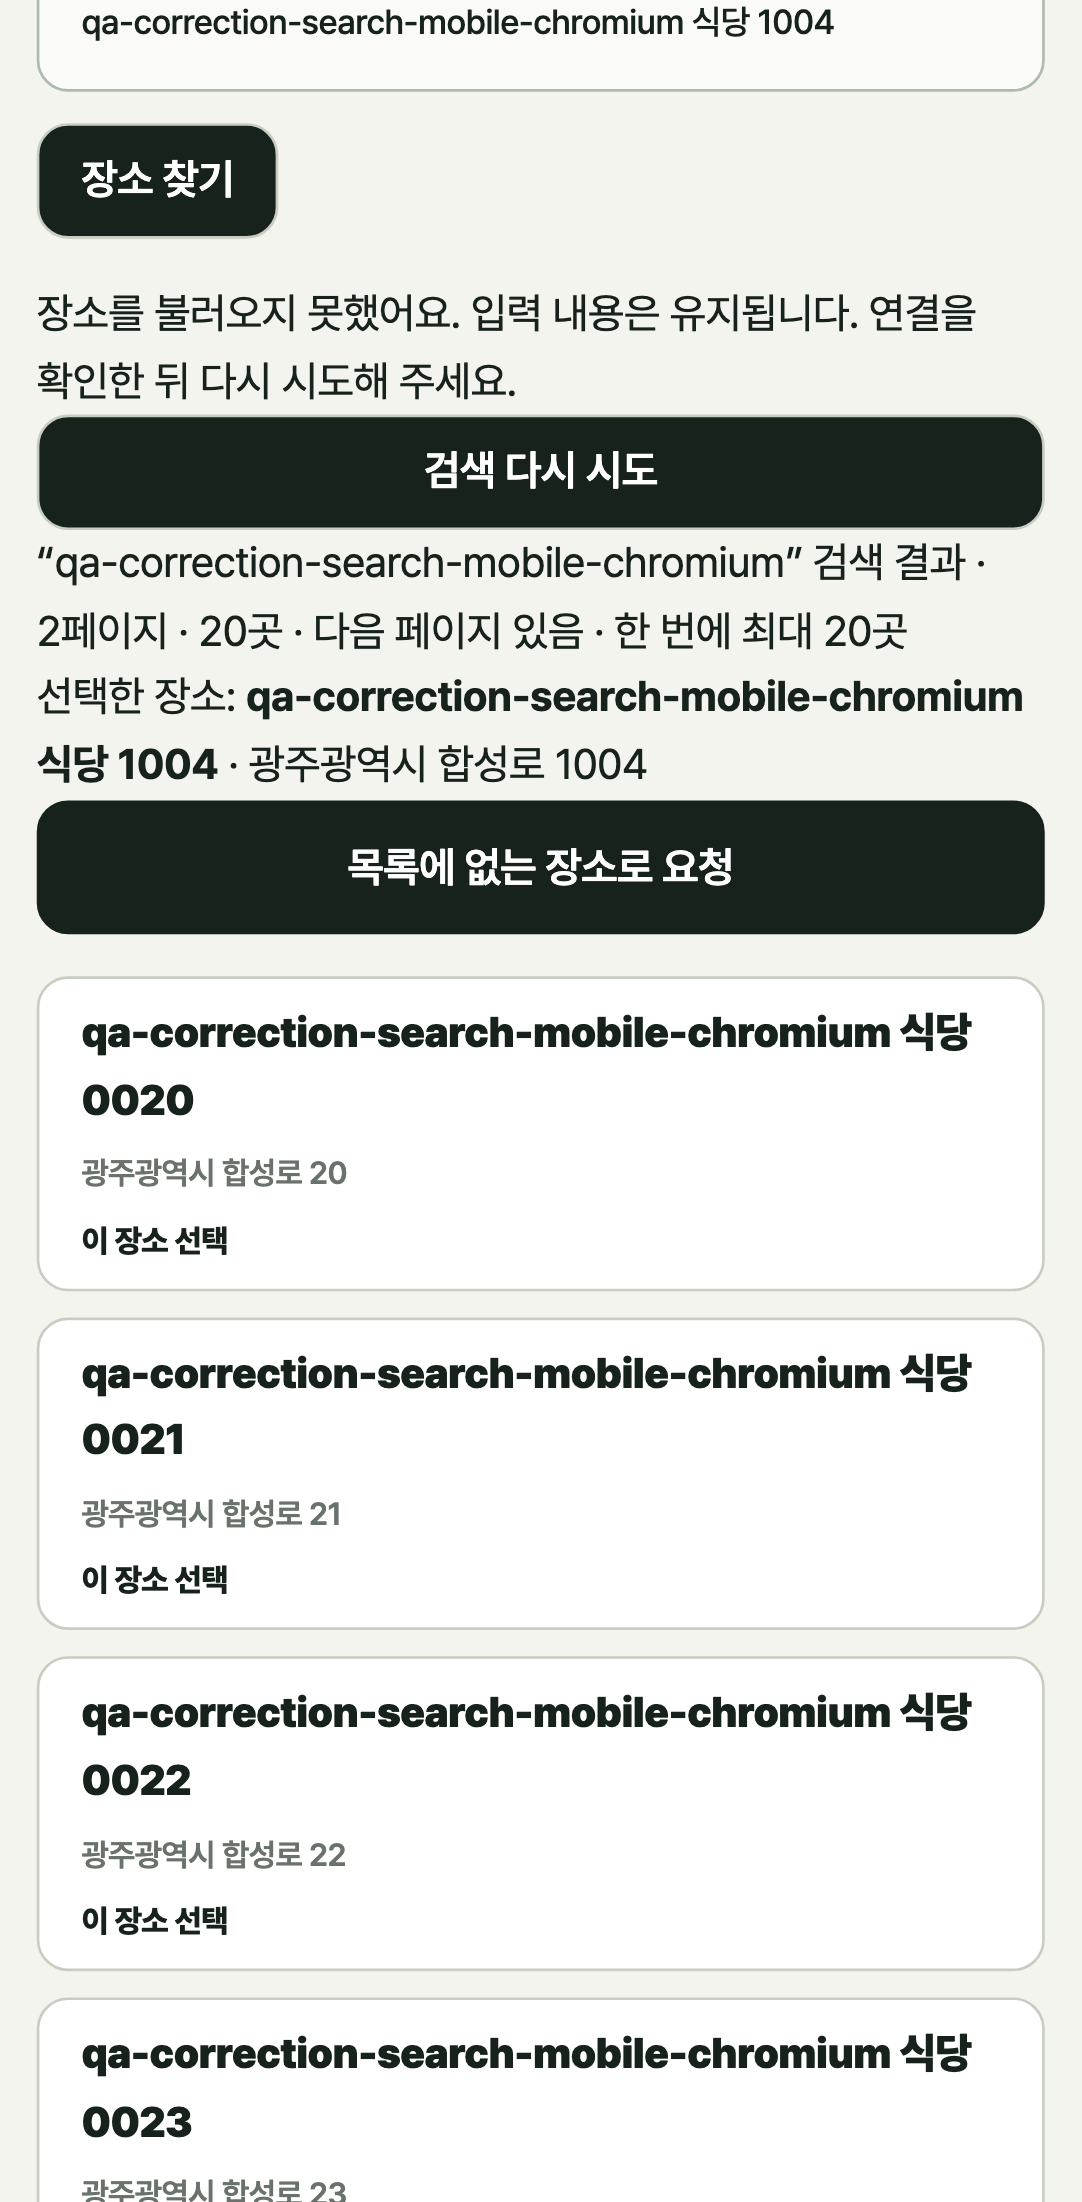 qa-correction-search-mobile-chromium 식당 1004
장소 찾기
장소를 불러오지 못했어요. 입력 내용은 유지됩니다. 연결을
확인한 뒤 다시 시도해 주세요.
검색 다시 시도
“qa-correction-search-mobile-chromium” 검색 결과 ·
2페이지 · 20곳 · 다음 페이지 있음 · 한 번에 최대 20곳
선택한 장소: qa-correction-search-mobile-chromium
식당 1004 · 광주광역시 합성로 1004
목록에 없는 장소로 요청
qa-correction-search-mobile-chromium 식당
0020
광주광역시 합성로 20
이 장소 선택
qa-correction-search-mobile-chromium 식당
0021
광주광역시 합성로 21
이 장소 선택
qa-correction-search-mobile-chromium 식당
0022
광주광역시 합성로 22
이 장소 선택
qa-correction-search-mobile-chromium 식당
0023
광주광역시 합성로 23